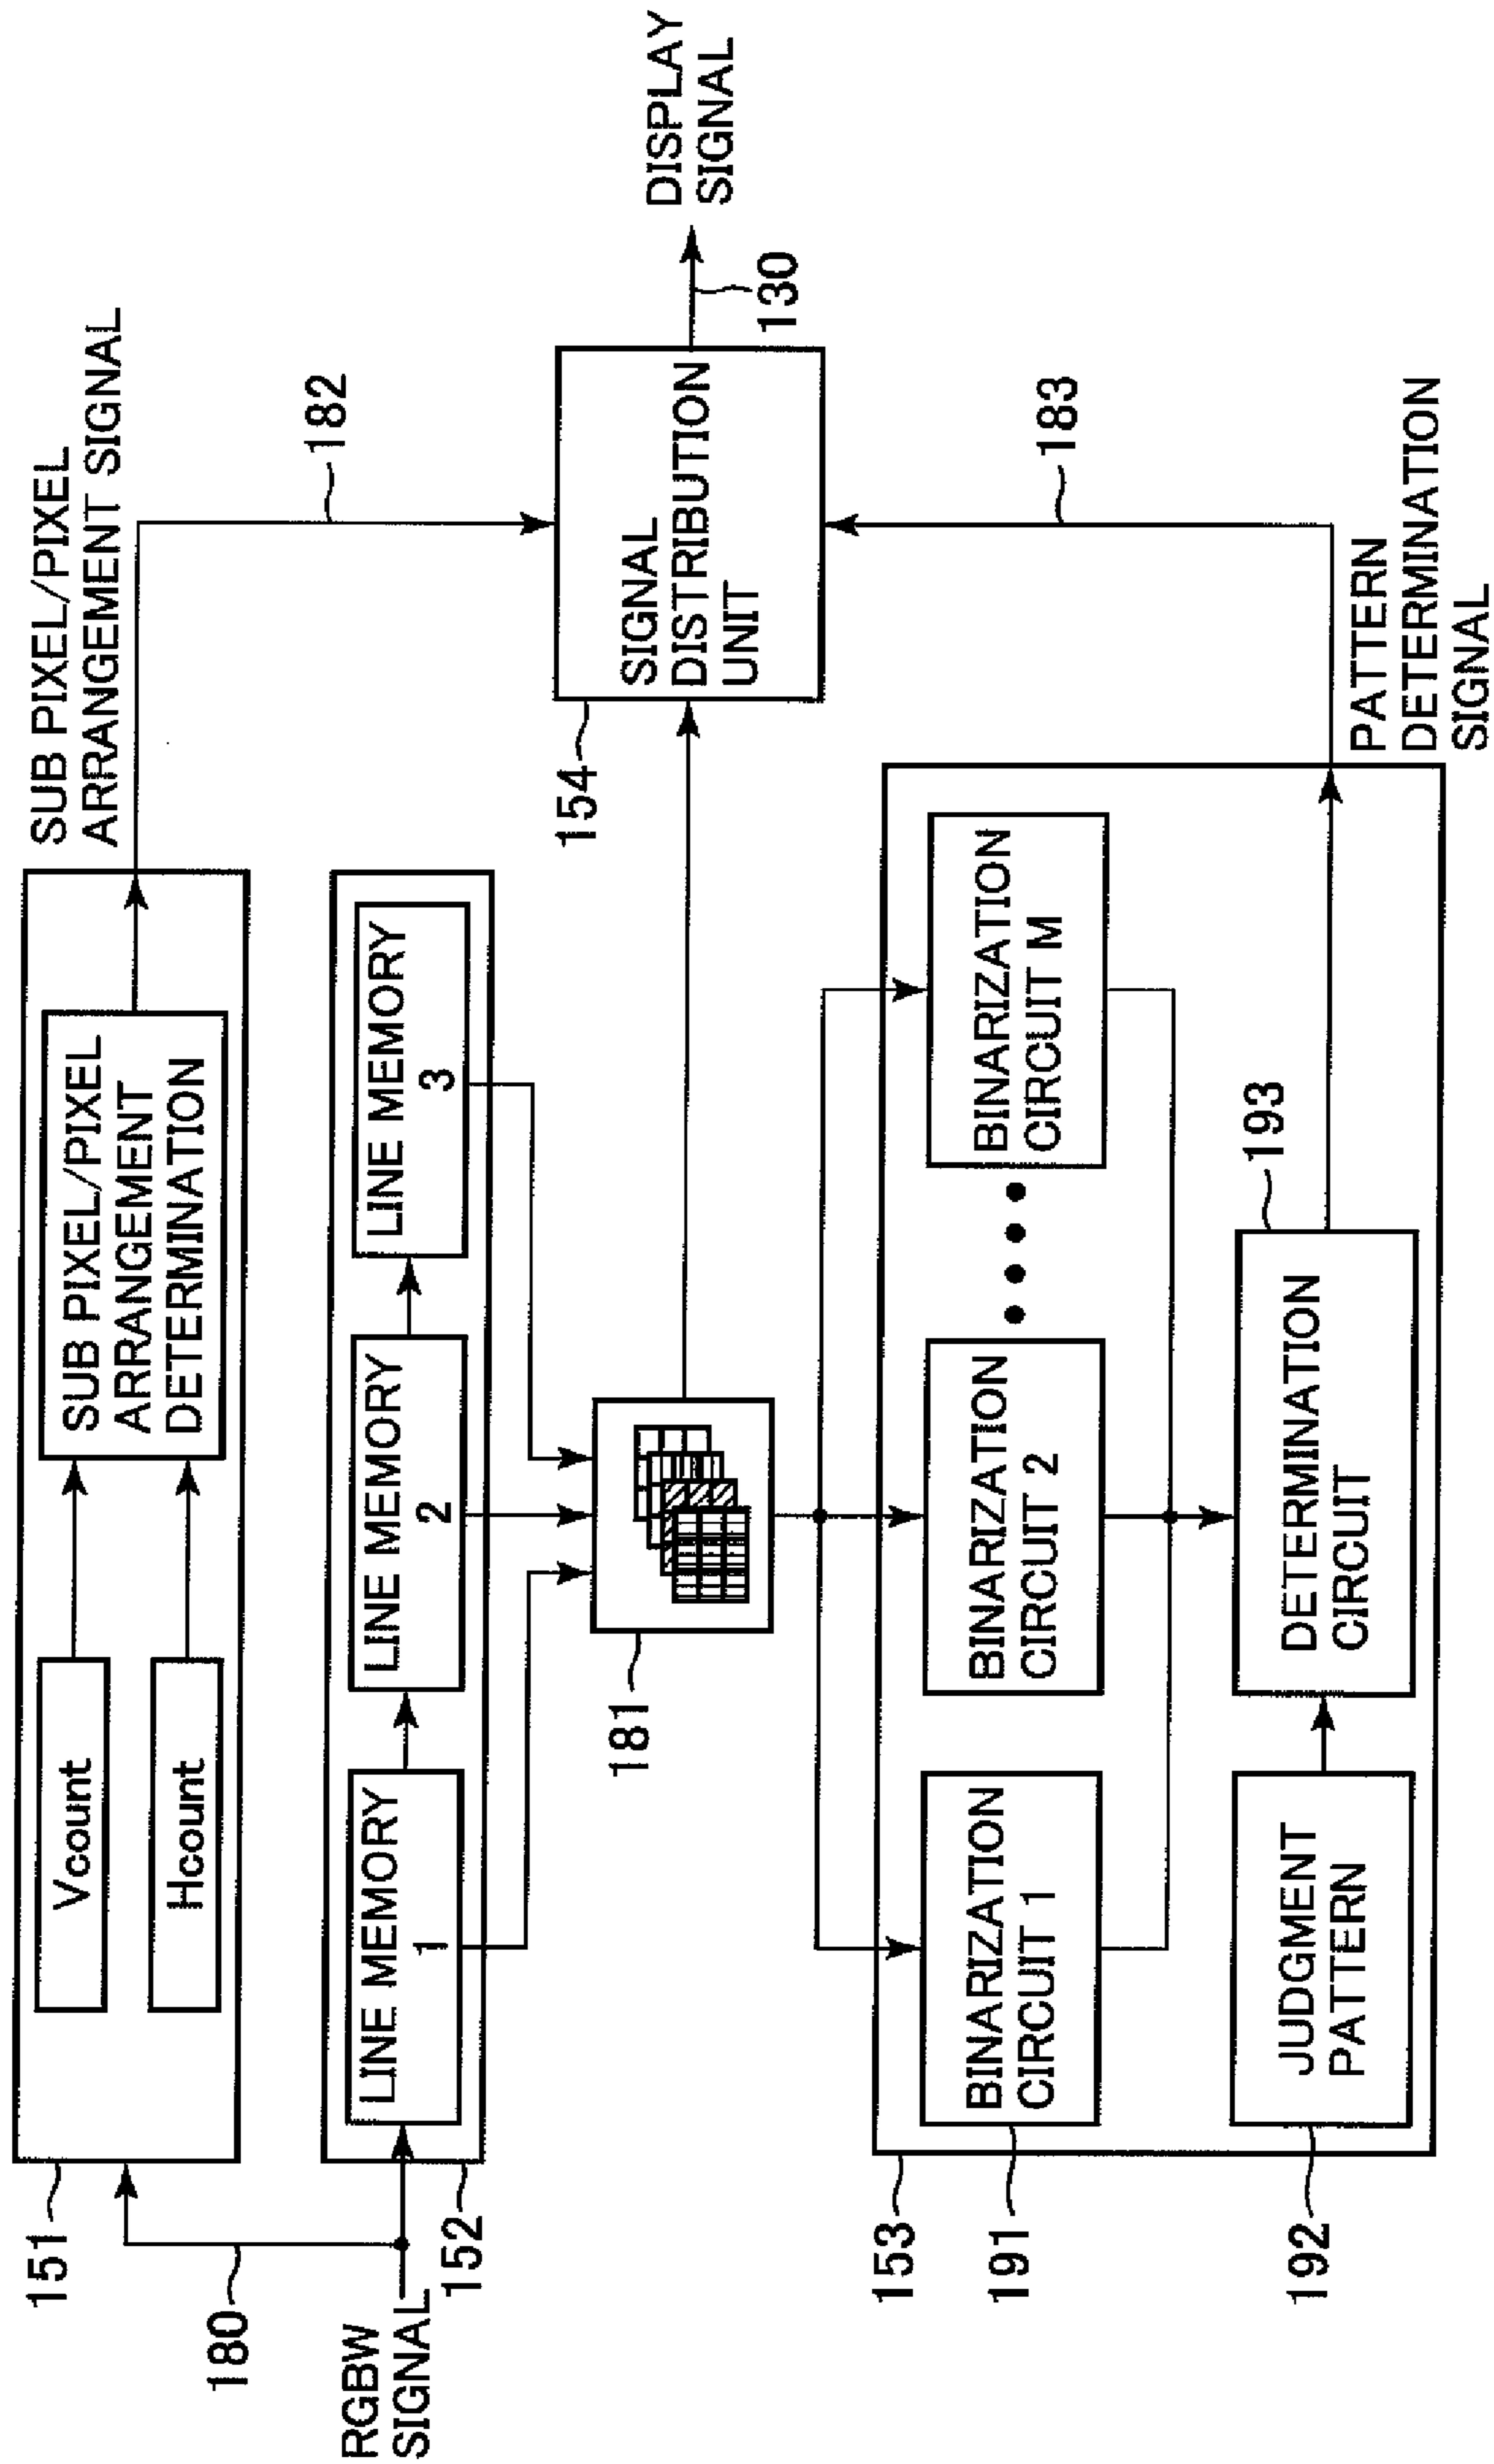 151
180
RGBW
SIGNAL
152
Vcount
Hcount
SUB PIXEL/PIXEL
ARRANGEMENT
DETERMINATION
SUB PIXEL/PIXEL
ARRANGEMENT SIGNAL
182
LINE MEMORY
1
LINE MEMORY
2
LINE MEMORY
3
181
154
SIGNAL
DISTRIBUTION
UNIT
130
DISPLAY
SIGNAL
153
191
BINARIZATION
CIRCUIT 1
BINARIZATION
CIRCUIT 2
BINARIZATION
CIRCUIT M
192
JUDGMENT
PATTERN
DETERMINATION
CIRCUIT
193
183
PATTERN
DETERMINATION
SIGNAL